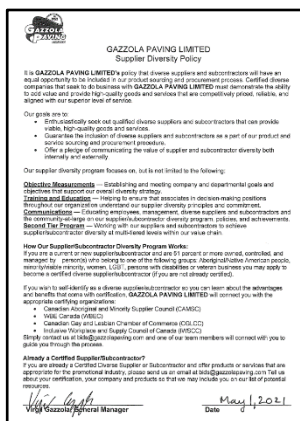 GAZZOLA
PAVING
GAZZOLA PAVING LIMITED
Supplier Diversity Policy
It is GAZZOLA PAVING LIMITED's policy that diverse suppliers and subcontractors will have an
equal opportunity to be included in our product sourcing and procurement process. Certified diverse
companies that seek to do business with GAZZOLA PAVING LIMITED must demonstrate the ability
to add value and provide high-quality goods and services that are competitively priced, reliable, and
aligned with our superior level of service.
Our goals are to:
• Enthusiastically seek out qualified diverse suppliers and subcontractors that can provide
viable, high-quality goods and services.
• Guarantee the inclusion of diverse suppliers and subcontractors as a part of our product and
service sourcing and procurement procedure.
• Offer a pledge of communicating the value of supplier and subcontractor diversity both
internally and externally.
Our supplier diversity program focuses on, but is not limited to the following:
Objective Measurements — Establishing and meeting company and departmental goals and
objectives that support our overall diversity strategy.
Training and Education — Helping to ensure that associates in decision-making positions
throughout our organization understand our supplier diversity principles and commitment.
Communications — Educating employees, management, diverse suppliers and subcontractors and
the community-at-large on our supplier/subcontractor diversity program, policies, and achievements.
Second Tier Program — Working with our suppliers and subcontractors to achieve
supplier/subcontractor diversity at multi-tiered levels within our value chain.
How Our Supplier/Subcontractor Diversity Program Works:
If you are a current or new supplier/subcontractor and are 51 percent or more owned, controlled, and
managed by person(s) who belong to one of the following groups: Aboriginal/Native American people,
minority/visible minority, women, LGBT, persons with disabilities or veteran business you may apply to
become a certified diverse supplier/subcontractor (if you are not already certified).
If you wish to self-identify as a diverse supplier/subcontractor so you can learn about the advantages
and benefits that come with certification, GAZZOLA PAVING LIMITED will connect you with the
appropriate certifying organizations:
• Canadian Aboriginal and Minority Supplier Council (CAMSC)
• WBE Canada (WBEC)
• Canadian Gay and Lesbian Chamber of Commerce (CGLCC)
• Inclusive Workplace and Supply Council of Canada (IWSCC)
Simply contact us at bids@gazzolapaving.com and one of our team members will connect with you to
guide you through the process.
Already a Certified Supplier/Subcontractor?
If you are already a Certified Diverse Supplier or Subcontractor and offer products or services that are
appropriate for the promotional industry, please send us an email at bids@gazzolapaving.com Tell us
about your certification, your company and products so that we may include you on our list of potential
resources.
May 1, 2021
Virgil Gazzola, General Manager Date